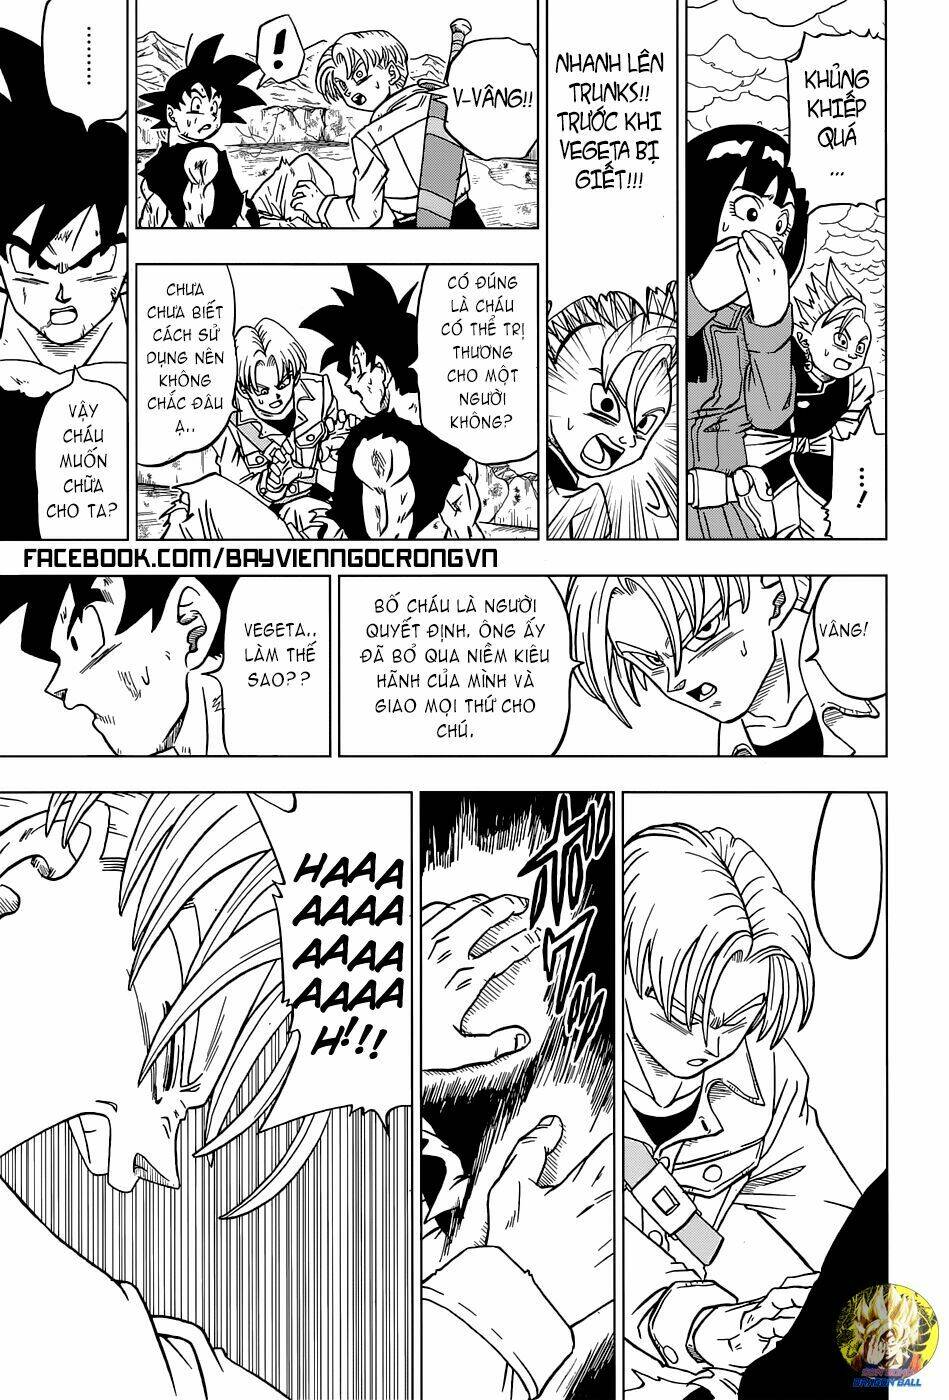 KHỦNG
KHIẾP
QUÁ
...
...!
NHANH LÊN
TRUNKS!!
TRƯỚC KHI
VEGETA BỊ
GIẾT!!!
V-VÂNG!!
!
CÓ ĐÚNG
LÀ CHÁU
CÓ THỂ TRỊ
THƯƠNG
CHO MỘT
NGƯỜI
KHÔNG?
CHƯA
CHƯA BIẾT
CÁCH SỬ
DỤNG NÊN
KHÔNG
CHẮC ĐÂU
Ạ..
........
VẬY
CHÁU
MUỐN
CHỮA
CHO TA?
FACEBOOK.COM/BAYVIENNGOCRONGVN
VÂNG!
BỐ CHÁU LÀ NGƯỜI
QUYẾT ĐỊNH. ÔNG ẤY
ĐÃ BỎ QUA NIỀM KIÊU
HÃNH CỦA MÌNH VÀ
GIAO MỌI THỨ CHO
CHÚ.
VEGETA..
LÀM THẾ
SAO??
HAAA
AAAA
AAAA
AAAA
H!!!
DRAGON BALL